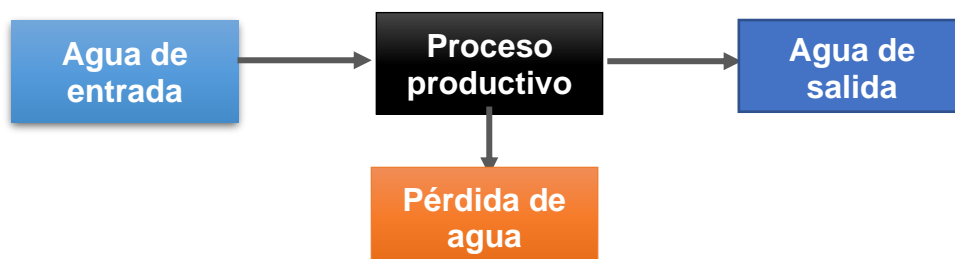 Agua de
entrada
Proceso
productivo
Agua de
salida
Pérdida de
agua